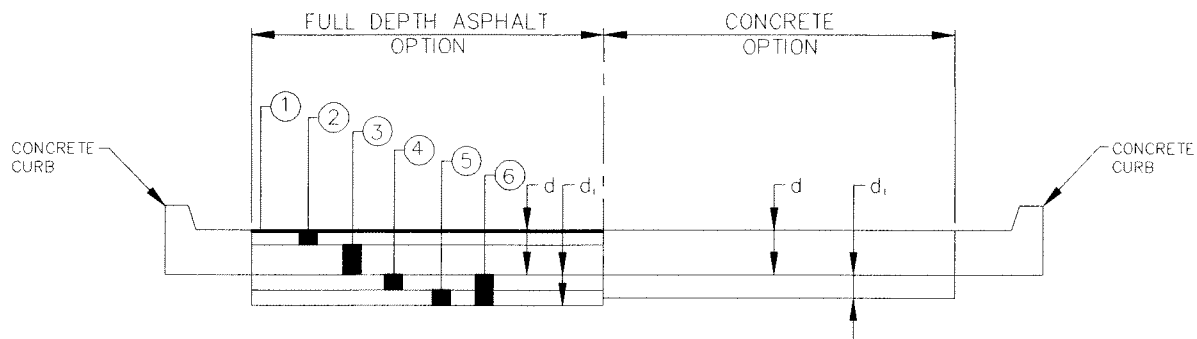 FULL DEPTH ASPHALT
OPTION
CONCRETE
OPTION
1
2
3
4
5
6
CONCRETE
CURB
d
d₁
d
d₁
CONCRETE
CURB